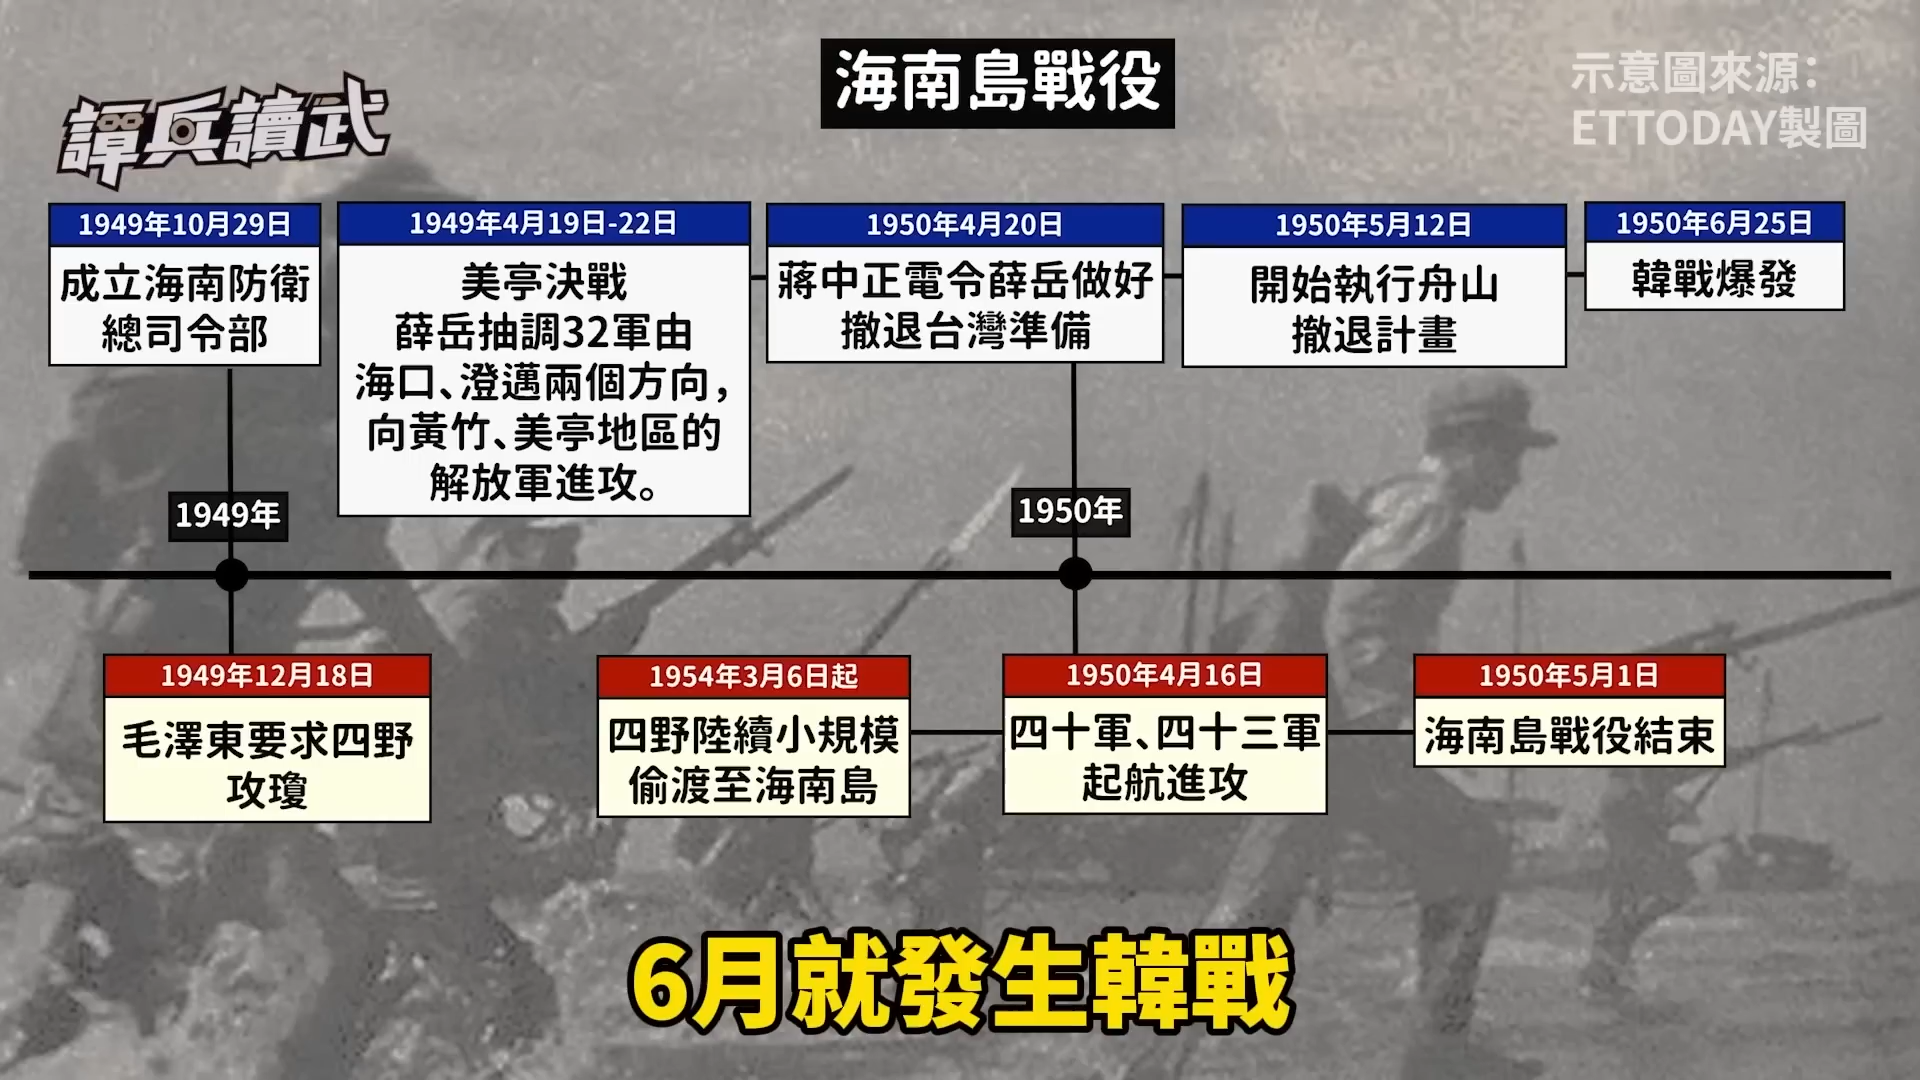 海南島戰役
示意圖來源：
ETTODAY製圖
譚兵讀武
1949年10月29日
成立海南防衛
總司令部
1949年4月19日-22日
美亭決戰
薛岳抽調32軍由
海口、澄邁兩個方向，
向黃竹、美亭地區的
解放軍進攻。
1950年4月20日
蔣中正電令薛岳做好
撤退台灣準備
1950年5月12日
開始執行舟山
撤退計畫
1950年6月25日
韓戰爆發
1949年
1950年
1949年12月18日
毛澤東要求四野
攻瓊
1954年3月6日起
四野陸續小規模
偷渡至海南島
1950年4月16日
四十軍、四十三軍
起航進攻
1950年5月1日
海南島戰役結束
6月就發生韓戰